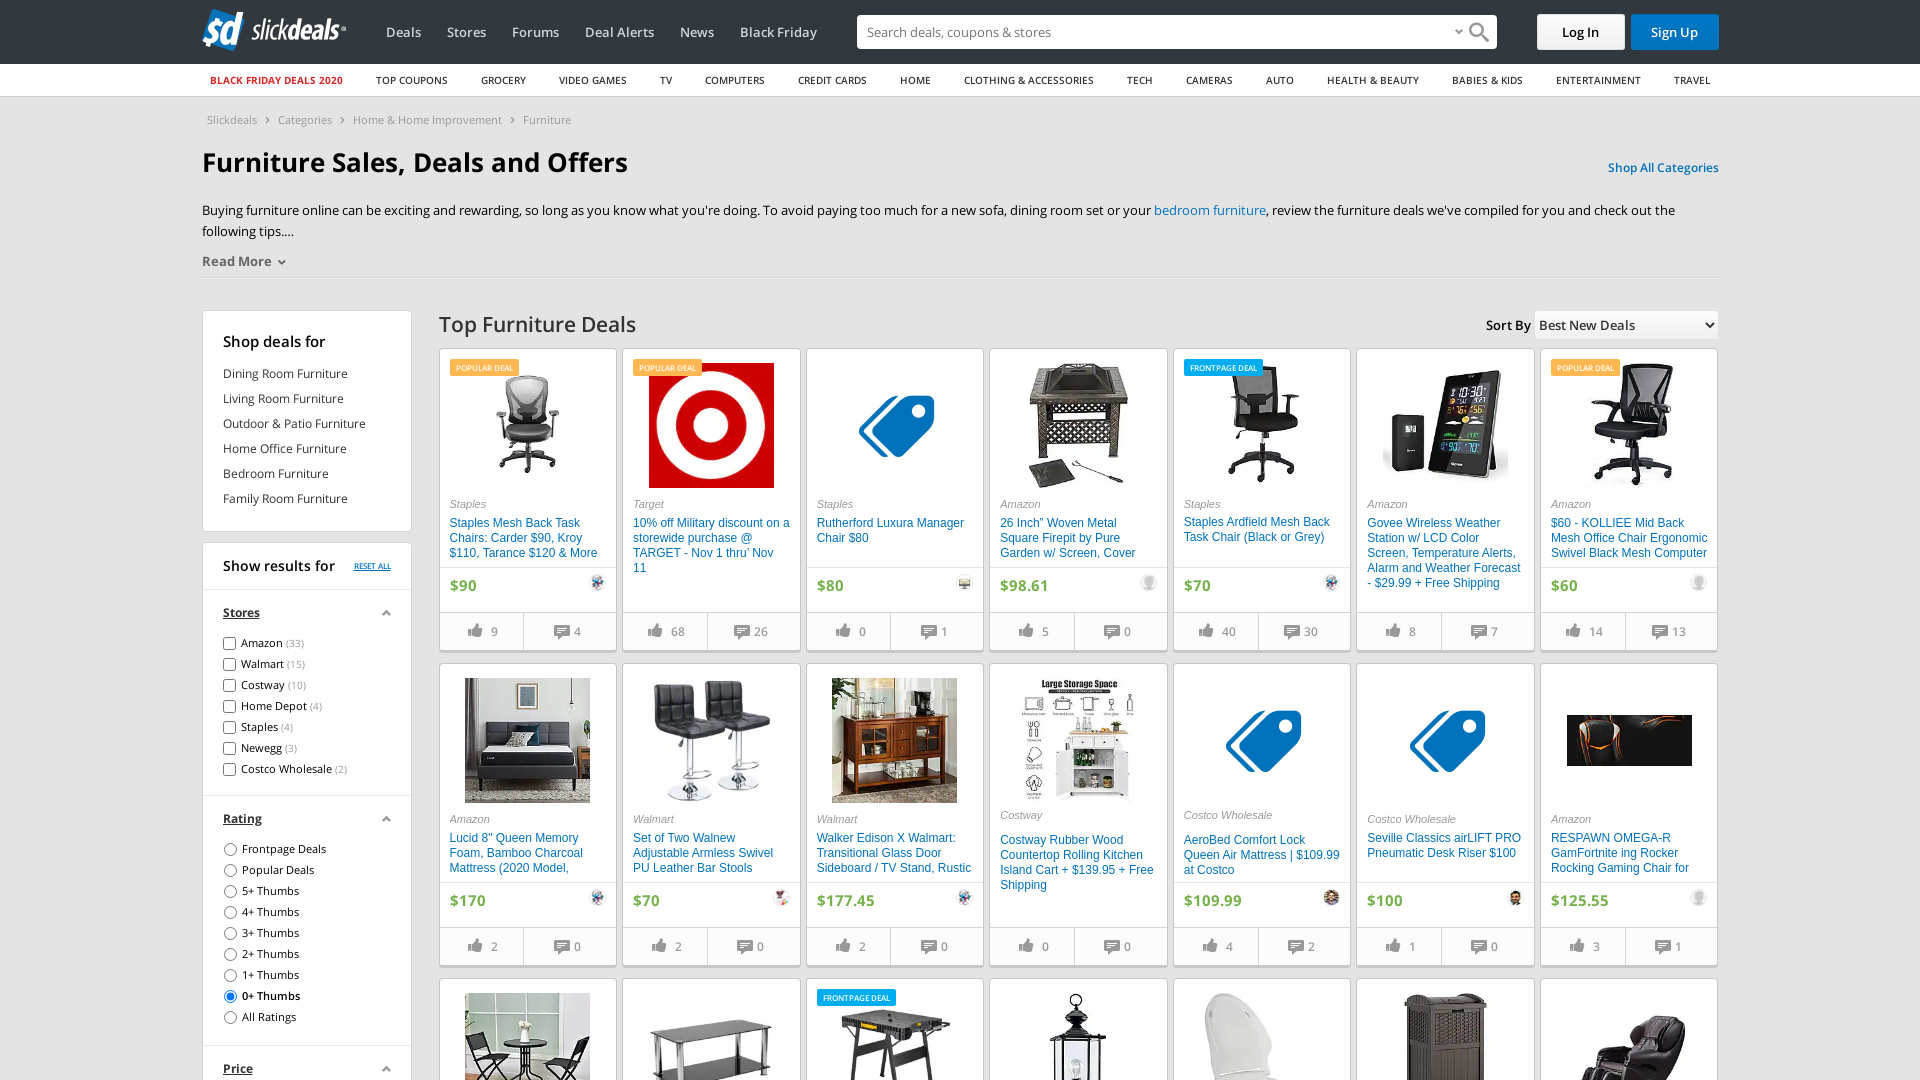 slickdeals
Deals
Stores
Forums
Deal Alerts
News
Black Friday
Search deals, coupons & stores
Log In
Sign Up
BLACK FRIDAY DEALS 2020
TOP COUPONS
GROCERY
VIDEO GAMES
TV
COMPUTERS
CREDIT CARDS
HOME
CLOTHING & ACCESSORIES
TECH
CAMERAS
AUTO
HEALTH & BEAUTY
BABIES & KIDS
ENTERTAINMENT
TRAVEL
Slickdeals > Categories > Home & Home Improvement > Furniture
Furniture Sales, Deals and Offers
Shop All Categories
Buying furniture online can be exciting and rewarding, so long as you know what you're doing. To avoid paying too much for a new sofa, dining room set or your bedroom furniture, review the furniture deals we've compiled for you and check out the
following tips.…
Read More
Shop deals for
Dining Room Furniture
Living Room Furniture
Outdoor & Patio Furniture
Home Office Furniture
Bedroom Furniture
Family Room Furniture
Show results for
RESET ALL
Stores
Amazon (33)
Walmart (15)
Costway (10)
Home Depot (4)
Staples (4)
Newegg (3)
Costco Wholesale (2)
Rating
Frontpage Deals
Popular Deals
5+ Thumbs
4+ Thumbs
3+ Thumbs
2+ Thumbs
1+ Thumbs
0+ Thumbs
All Ratings
Price
Top Furniture Deals
Sort By
Best New Deals
POPULAR DEAL
Staples
Staples Mesh Back Task
Chairs: Carder $90, Kroy
$110, Tarance $120 & More
$90
9
4
POPULAR DEAL
Target
10% off Military discount on a
storewide purchase @
TARGET - Nov 1 thru' Nov
11
68
26
Staples
Rutherford Luxura Manager
Chair $80
$80
0
1
Amazon
26 Inch" Woven Metal
Square Firepit by Pure
Garden w/ Screen, Cover
$98.61
5
0
FRONTPAGE DEAL
Staples
Staples Ardfield Mesh Back
Task Chair (Black or Grey)
$70
40
30
Amazon
Govee Wireless Weather
Station w/ LCD Color
Screen, Temperature Alerts,
Alarm and Weather Forecast
- $29.99 + Free Shipping
8
7
POPULAR DEAL
Amazon
$60 - KOLLIEE Mid Back
Mesh Office Chair Ergonomic
Swivel Black Mesh Computer
$60
14
13
Amazon
Lucid 8" Queen Memory
Foam, Bamboo Charcoal
Mattress (2020 Model,
$170
2
0
Walmart
Set of Two Walnew
Adjustable Armless Swivel
PU Leather Bar Stools
$70
2
0
Walmart
Walker Edison X Walmart:
Transitional Glass Door
Sideboard / TV Stand, Rustic
$177.45
2
0
Large Storage Space
Costway
Costway Rubber Wood
Countertop Rolling Kitchen
Island Cart + $139.95 + Free
Shipping
0
0
Costco Wholesale
AeroBed Comfort Lock
Queen Air Mattress | $109.99
at Costco
$109.99
4
2
Costco Wholesale
Seville Classics airLIFT PRO
Pneumatic Desk Riser $100
$100
1
0
Amazon
RESPAWN OMEGA-R
GamFortnite ing Rocker
Rocking Gaming Chair for
$125.55
3
1
FRONTPAGE DEAL